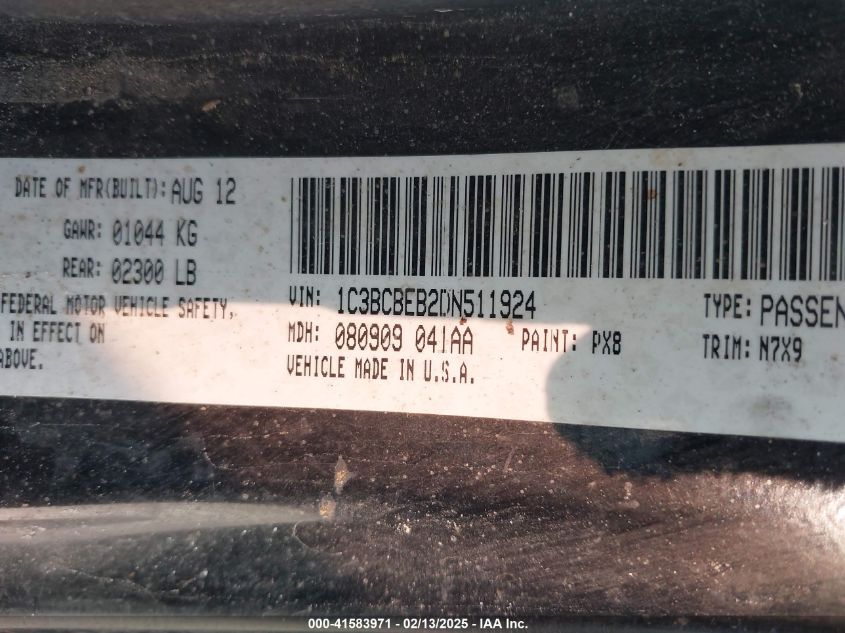 DATE OF MFR(BUILT): AUG 12
GAWR: 01044 KG
REAR: 02300 LB
FEDERAL MOTOR VEHICLE SAFETY,
IN EFFECT ON
ABOVE.
VIN: 1C3BCBEB2DN511924
MDH: 080909 041AA PAINT: PX8
VEHICLE MADE IN U.S.A.
TYPE: PASSEN
TRIM: N7X9
000-41583971 - 02/13/2025 - IAA Inc.